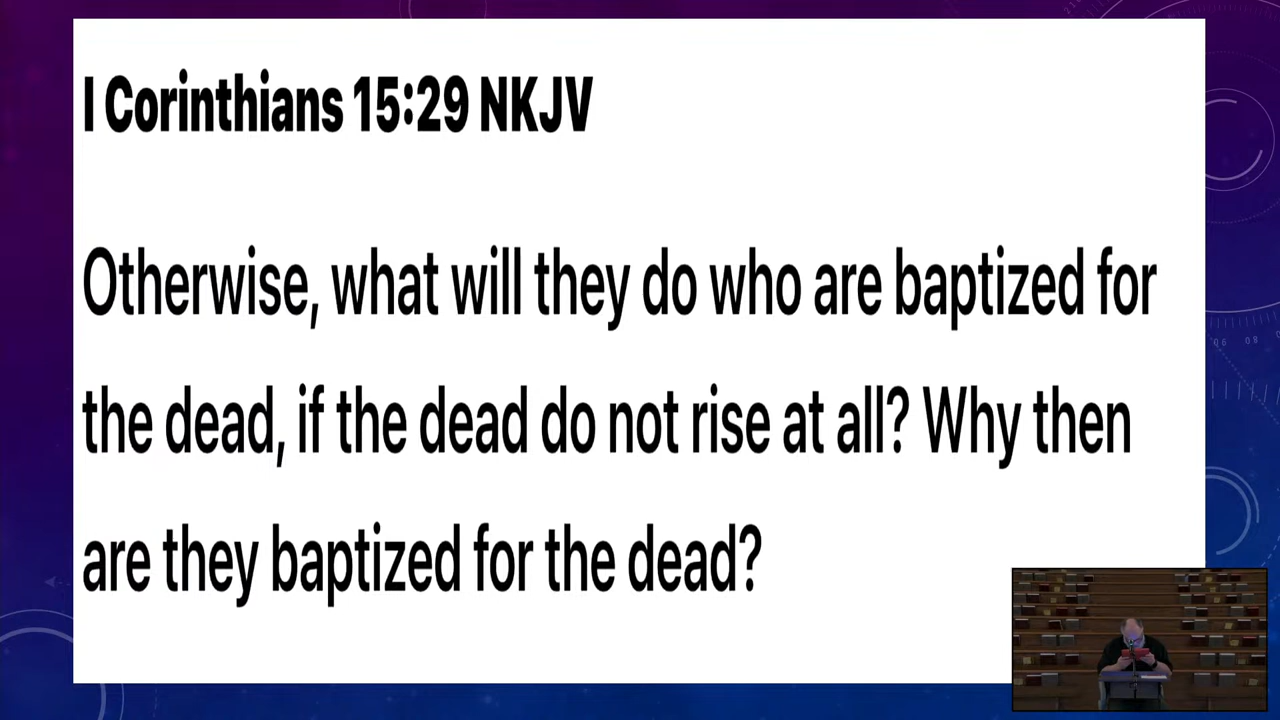 I Corinthians 15:29 NKJV
Otherwise, what will they do who are baptized for
the dead, if the dead do not rise at all? Why then
are they baptized for the dead?